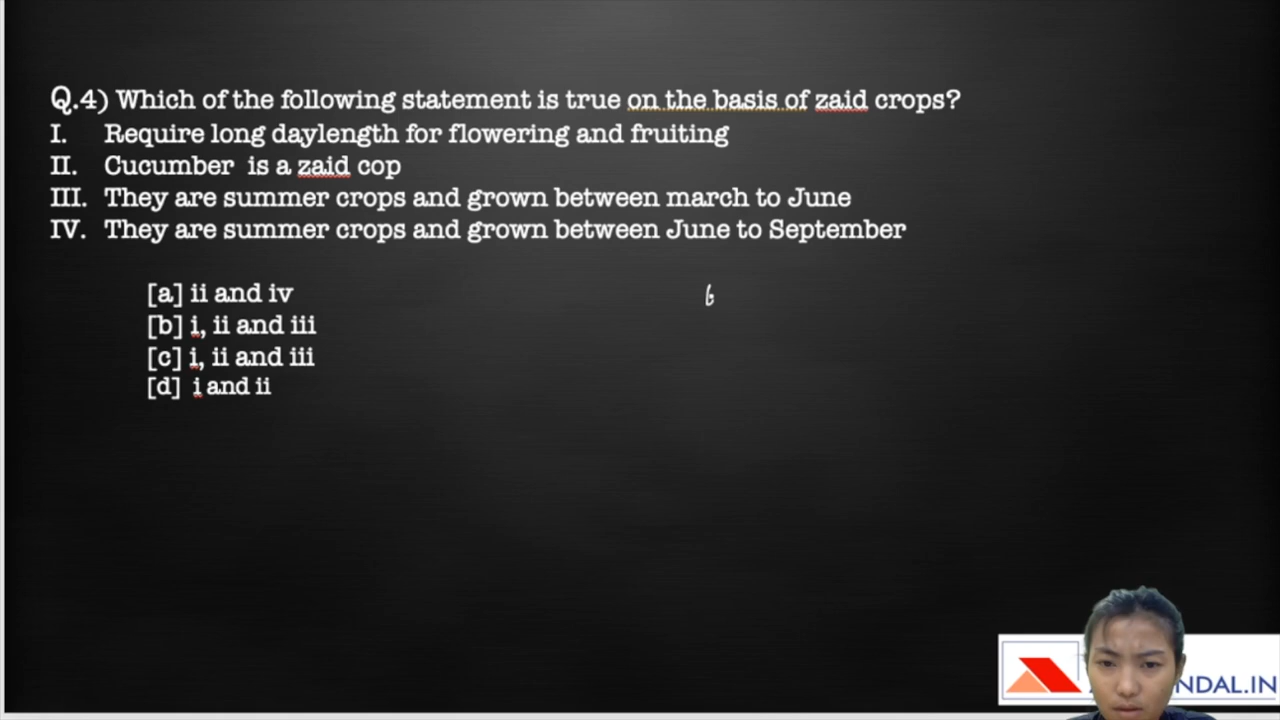 Q.4) Which of the following statement is true on the basis of zaid crops?
I. Require long daylength for flowering and fruiting
II. Cucumber is a zaid cop
III. They are summer crops and grown between march to June
IV. They are summer crops and grown between June to September
[a] ii and iv
[b] i, ii and iii
[c] i, ii and iii
[d] i and ii
NDAL.IN